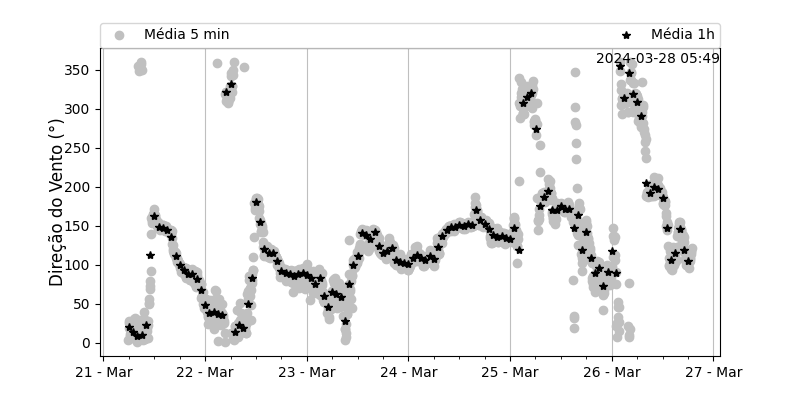 Média 5 min
Média 1h
2024-03-28 05:49
Direção do Vento (°)
350
300
250
200
150
100
50
0
21 - Mar
22 - Mar
23 - Mar
24 - Mar
25 - Mar
26 - Mar
27 - Mar